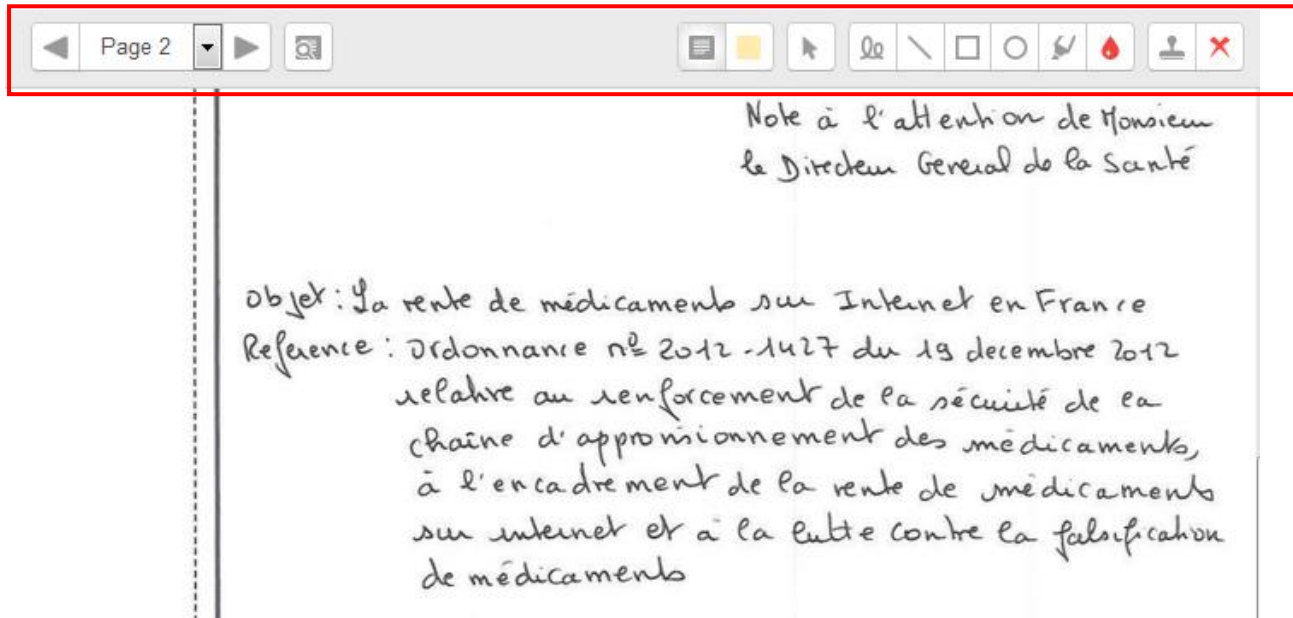 Page 2
Note à l'attention de Monsieur
le Directeur General de la Santé
Objet : La vente de médicaments sur Internet en France
Reference : Ordonnance nº 2012-1427 du 19 decembre 2012
relative au renforcement de la sécurité de la
chaîne d'approvisionnement des médicaments,
à l'encadrement de la vente de médicaments
sur internet et à la lutte contre la falsification
de médicaments